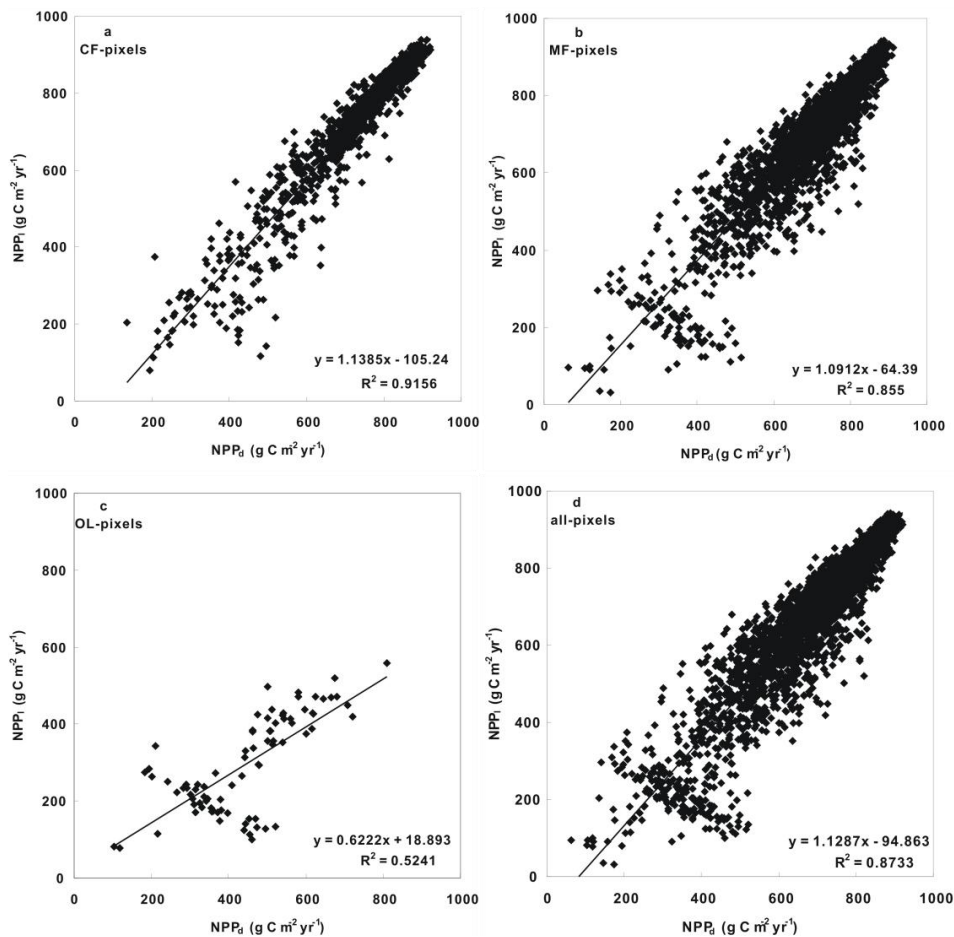 a
CF-pixels
1000
800
600
400
200
0
NPPₗ (g C m⁻² yr⁻¹)
y = 1.1385x - 105.24
R² = 0.9156
0 200 400 600 800 1000
NPP_d (g C m⁻² yr⁻¹)
b
MF-pixels
1000
800
600
400
200
0
NPPₗ (g C m⁻² yr⁻¹)
y = 1.0912x - 64.39
R² = 0.855
0 200 400 600 800 1000
NPP_d (g C m⁻² yr⁻¹)
c
OL-pixels
1000
800
600
400
200
0
NPPₗ (g C m⁻² yr⁻¹)
y = 0.6222x + 18.893
R² = 0.5241
0 200 400 600 800 1000
NPP_d (g C m⁻² yr⁻¹)
d
all-pixels
1000
800
600
400
200
0
NPPₗ (g C m⁻² yr⁻¹)
y = 1.1287x - 94.863
R² = 0.8733
0 200 400 600 800 1000
NPP_d (g C m⁻² yr⁻¹)